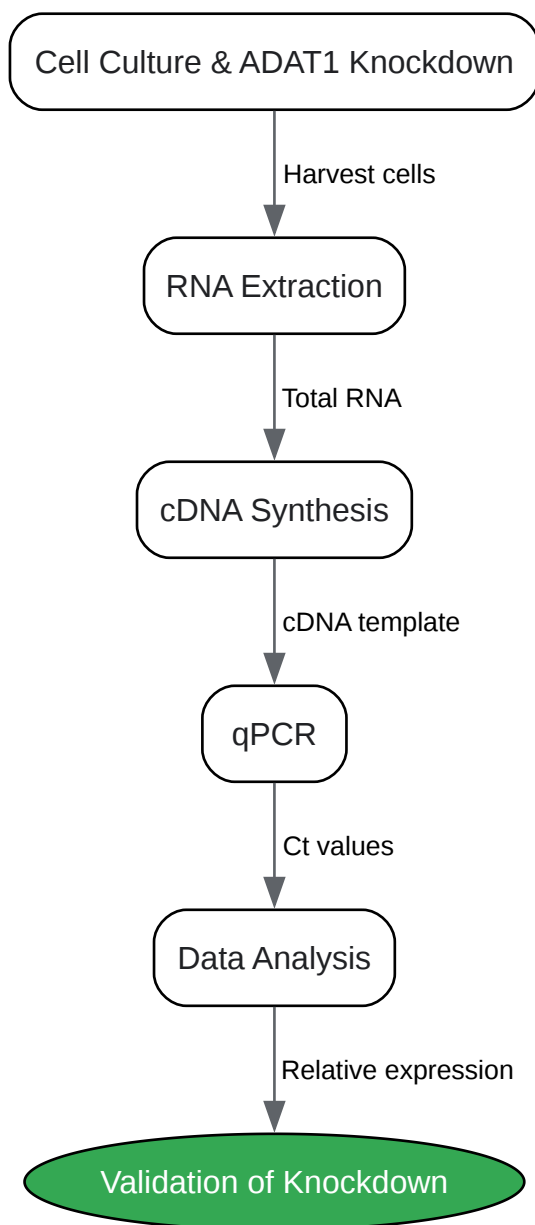 Cell Culture & ADAT1 Knockdown
Harvest cells
RNA Extraction
Total RNA
cDNA Synthesis
cDNA template
qPCR
Ct values
Data Analysis
Relative expression
Validation of Knockdown